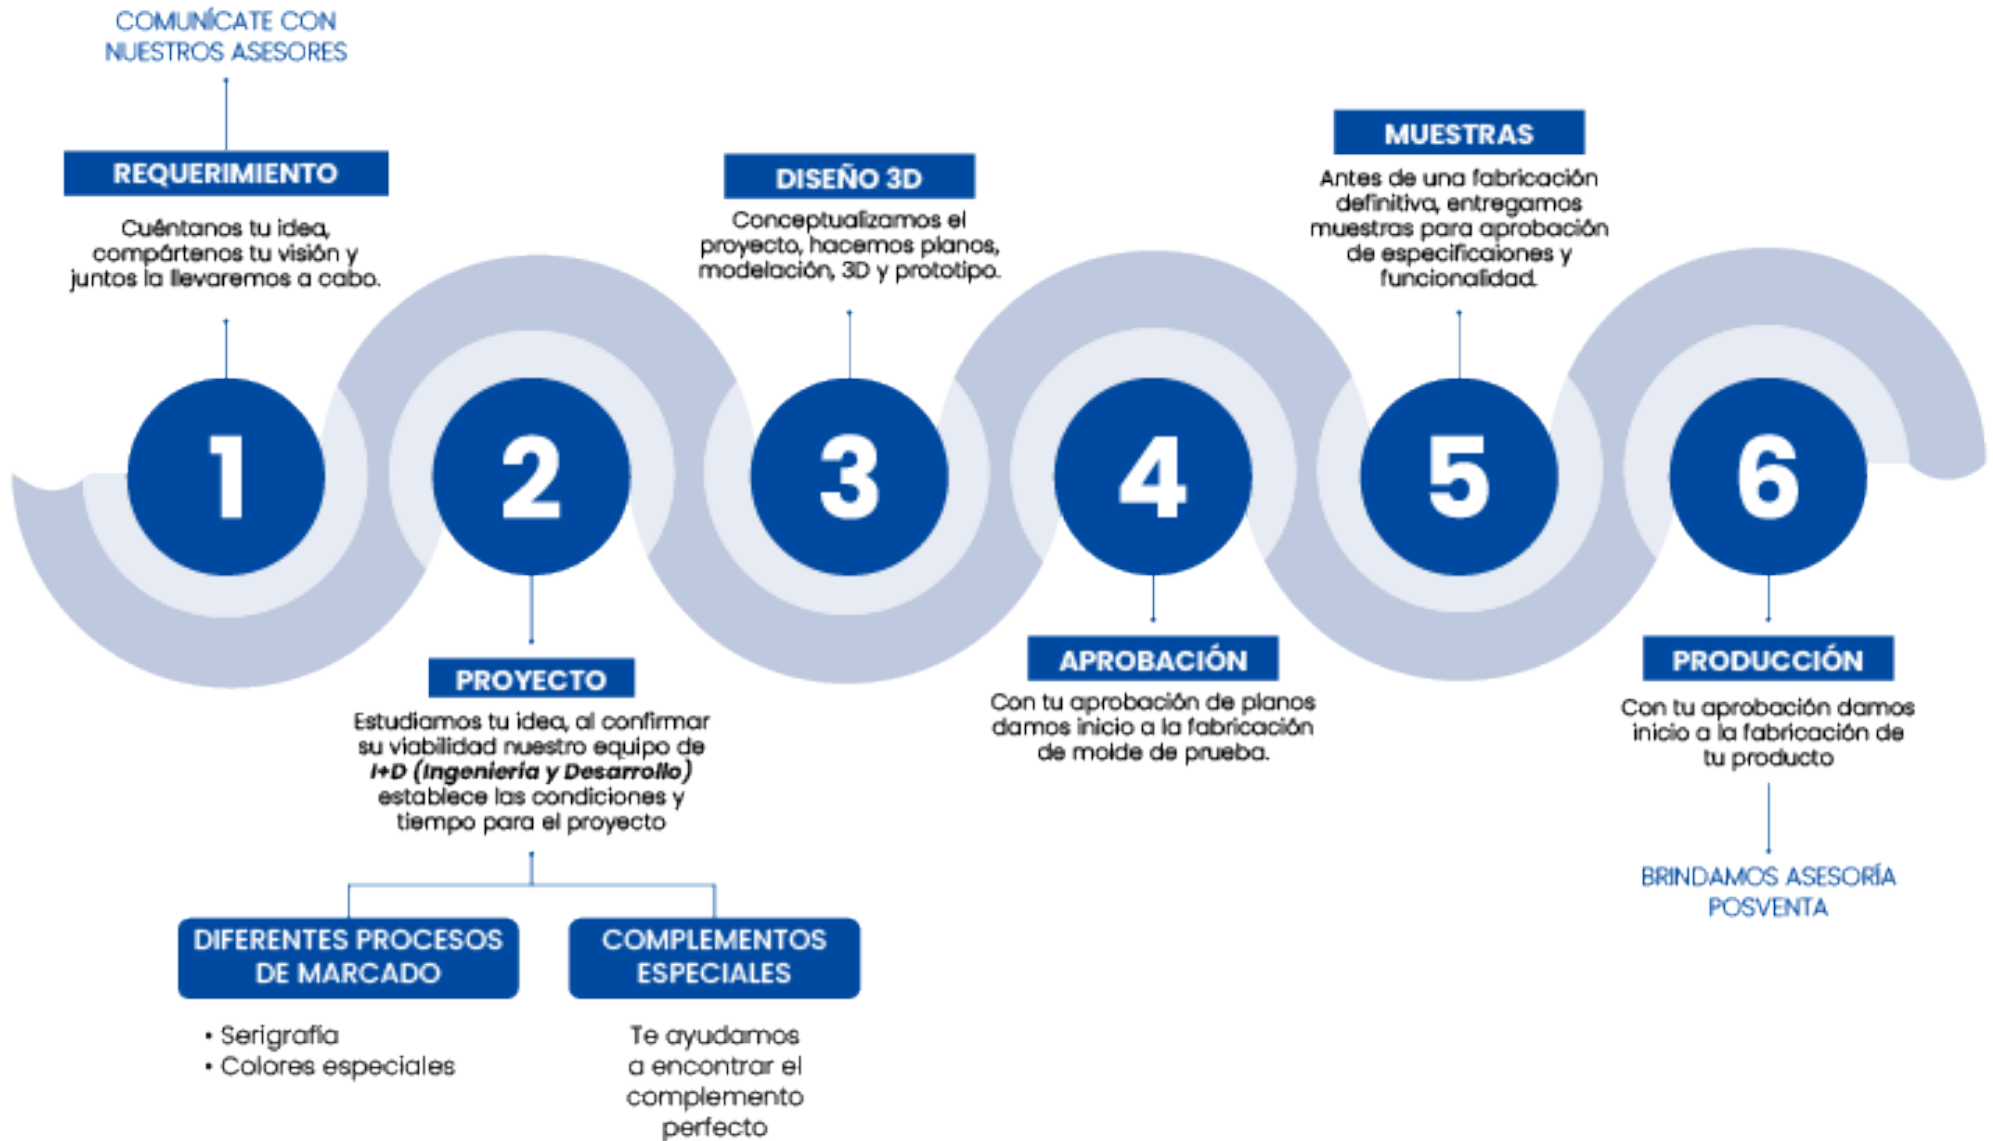 COMUNÍCATE CON
NUESTROS ASESORES
REQUERIMIENTO
Cuéntanos tu idea,
compártenos tu visión y
juntos la llevaremos a cabo.
1
2
PROYECTO
Estudiamos tu idea, al confirmar
su viabilidad nuestro equipo de
I+D (Ingeniería y Desarrollo)
establece las condiciones y
tiempo para el proyecto
DIFERENTES PROCESOS
DE MARCADO
• Serigrafía
• Colores especiales
COMPLEMENTOS
ESPECIALES
Te ayudamos
a encontrar el
complemento
perfecto
DISEÑO 3D
Conceptualizamos el
proyecto, hacemos planos,
modelación, 3D y prototipo.
3
4
APROBACIÓN
Con tu aprobación de planos
damos inicio a la fabricación
de molde de prueba.
MUESTRAS
Antes de una fabricación
definitiva, entregamos
muestras para aprobación
de especificaiones y
funcionalidad.
5
6
PRODUCCIÓN
Con tu aprobación damos
inicio a la fabricación de
tu producto
BRINDAMOS ASESORÍA
POSVENTA